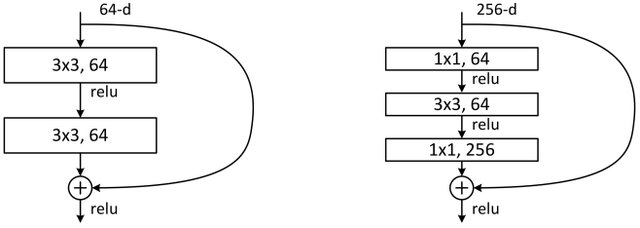 64-d
3x3, 64
relu
3x3, 64
+
relu
256-d
1x1, 64
relu
3x3, 64
relu
1x1, 256
+
relu